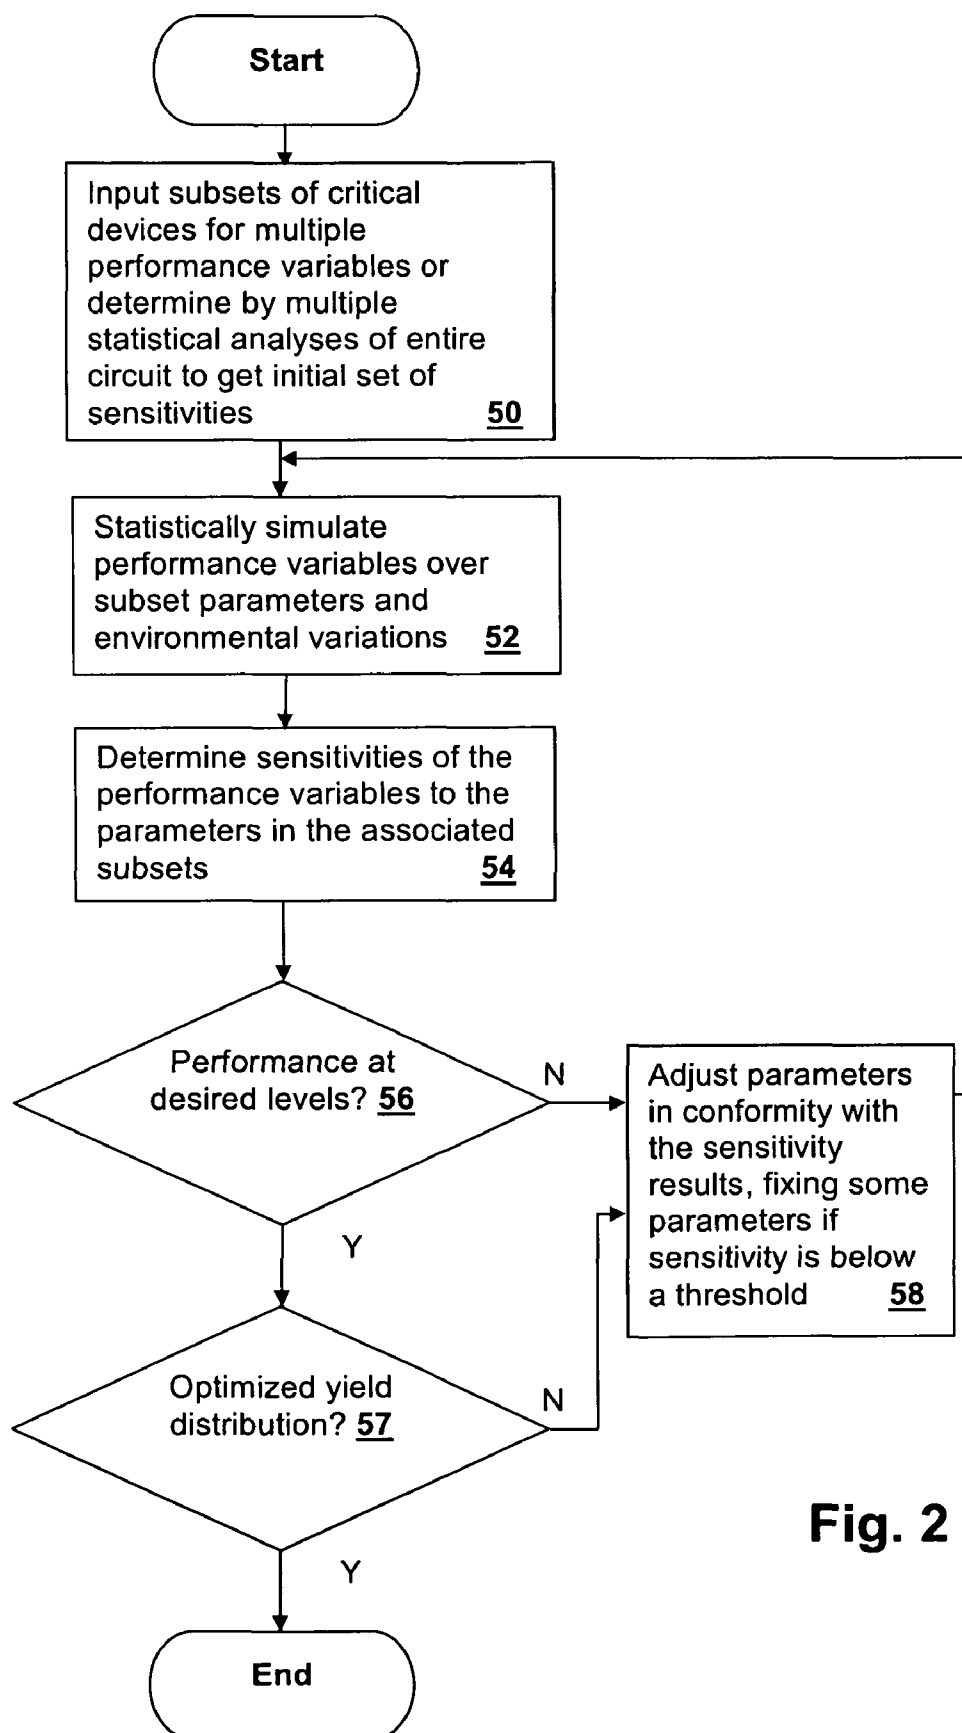 Start
Input subsets of critical
devices for multiple
performance variables or
determine by multiple
statistical analyses of entire
circuit to get initial set of
sensitivities 50
Statistically simulate
performance variables over
subset parameters and
environmental variations 52
Determine sensitivities of the
performance variables to the
parameters in the associated
subsets 54
Performance at
desired levels? 56
N
Y
Adjust parameters
in conformity with
the sensitivity
results, fixing some
parameters if
sensitivity is below
a threshold 58
Optimized yield
distribution? 57
N
Y
Fig. 2
End